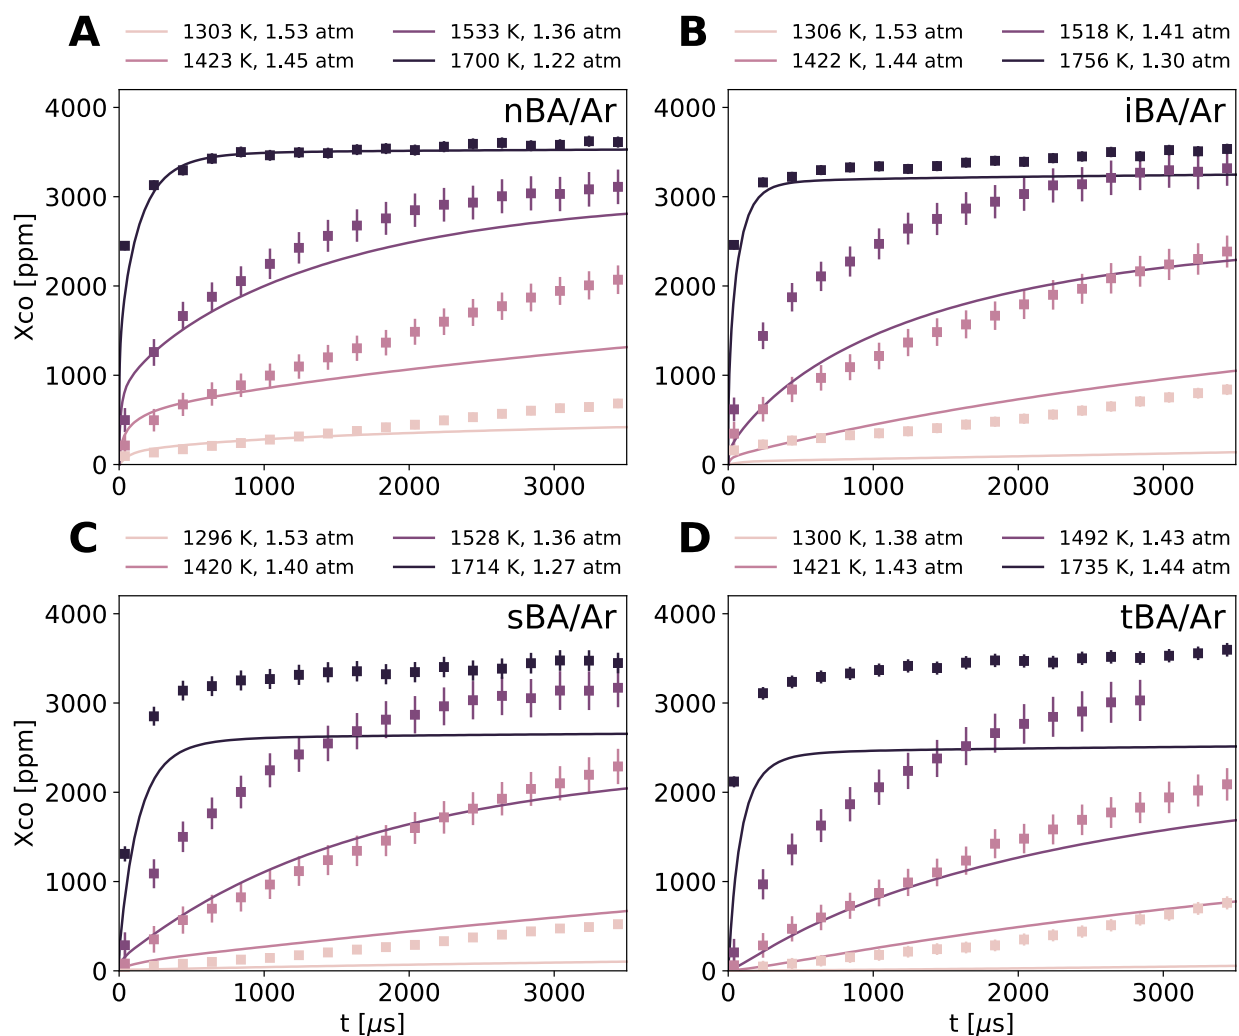 A
1303 K, 1.53 atm
1533 K, 1.36 atm
1423 K, 1.45 atm
1700 K, 1.22 atm
B
1306 K, 1.53 atm
1518 K, 1.41 atm
1422 K, 1.44 atm
1756 K, 1.30 atm
nBA/Ar
iBA/Ar
Xco [ppm]
4000
3000
2000
1000
0
0 1000 2000 3000
4000
3000
2000
1000
0
0 1000 2000 3000
C
1296 K, 1.53 atm
1528 K, 1.36 atm
1420 K, 1.40 atm
1714 K, 1.27 atm
D
1300 K, 1.38 atm
1492 K, 1.43 atm
1421 K, 1.43 atm
1735 K, 1.44 atm
sBA/Ar
tBA/Ar
Xco [ppm]
4000
3000
2000
1000
0
0 1000 2000 3000
t [μs]
4000
3000
2000
1000
0
0 1000 2000 3000
t [μs]